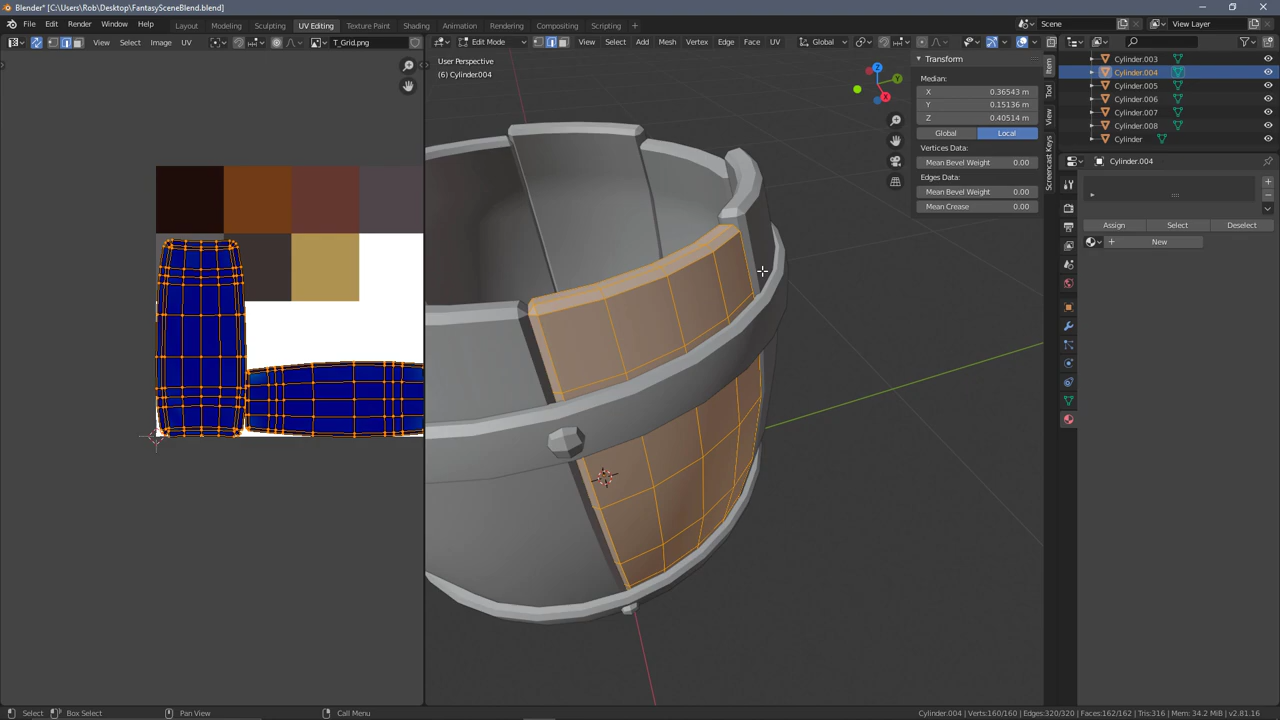 Blender* [C:\Users\Rob\Desktop\FantasySceneBlend.blend]
File Edit Render Window Help Layout Modeling Sculpting UV Editing Texture Paint Shading Animation Rendering Compositing Scripting Scene View Layer
View Select Image UV T_Grid.png Edit Mode View Select Add Mesh Vertex Edge Face UV Global
User Perspective
(6) Cylinder.004
Transform
Median:
X 0.36543 m
Y 0.15136 m
Z 0.40514 m
Global Local
Vertices Data:
Mean Bevel Weight 0.00
Edges Data:
Mean Bevel Weight 0.00
Mean Crease 0.00
Item
Tool
View
Screencast Keys
Z
Y
X
Cylinder.003
Cylinder.004
Cylinder.005
Cylinder.006
Cylinder.007
Cylinder.008
Cylinder
Cylinder.004
Assign Select Deselect
New
Select Box Select Pan View Call Menu Cylinder.004 | Verts:160/160 | Edges:320/320 | Faces:162/162 | Tris:316 | Mem: 34.2 MiB | v2.81.16